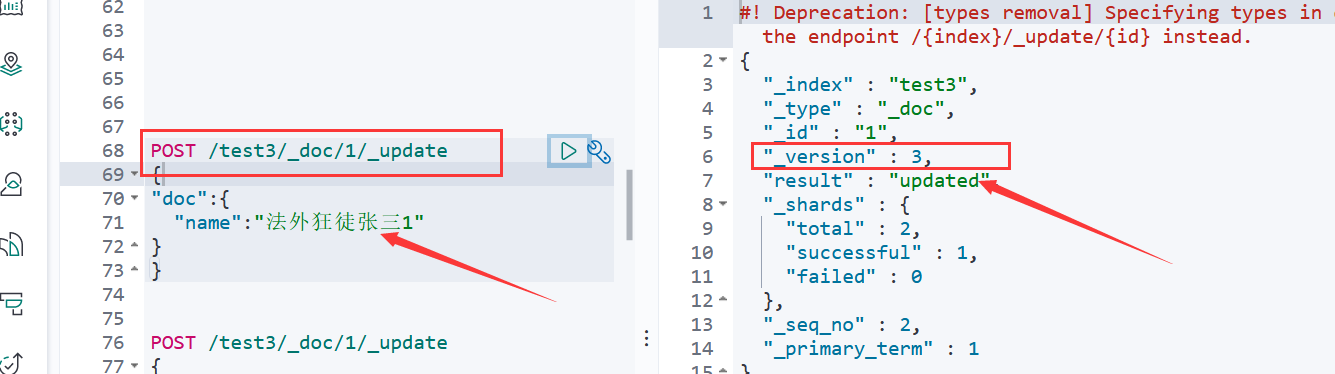 62
63
64
65
66
67
68 POST /test3/_doc/1/_update
69 {
70 "doc":{
71 "name":"法外狂徒张三1"
72 }
73 }
74
75
76 POST /test3/_doc/1/_update
77 {
1 #! Deprecation: [types removal] Specifying types in
the endpoint /{index}/_update/{id} instead.
2 {
3 "_index" : "test3",
4 "_type" : "_doc",
5 "_id" : "1",
6 "_version" : 3,
7 "result" : "updated"
8 "_shards" : {
9 "total" : 2,
10 "successful" : 1,
11 "failed" : 0
12 },
13 "_seq_no" : 2,
14 "_primary_term" : 1
15 }